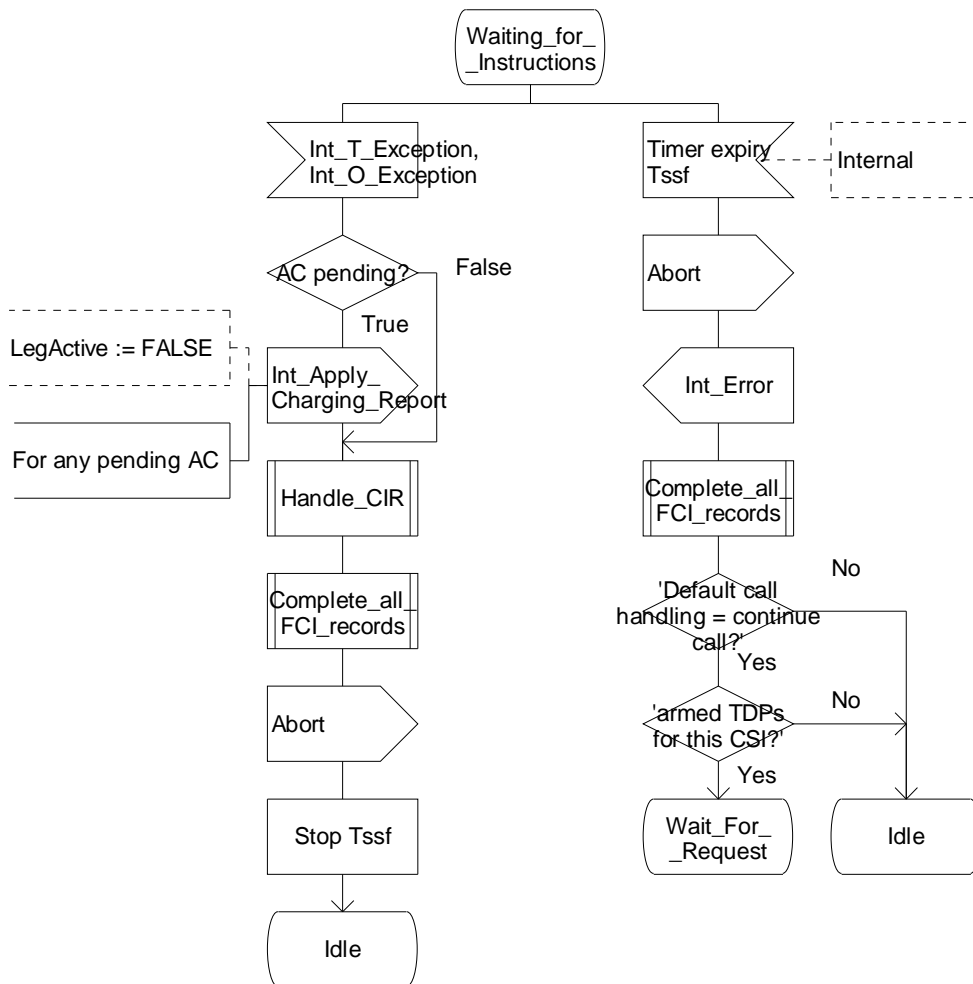 Waiting_for_
_Instructions
Int_T_Exception,
Int_O_Exception
Timer expiry
Tssf
Internal
AC pending?
False
True
Abort
LegActive := FALSE
Int_Apply_
Charging_Report
Int_Error
For any pending AC
Handle_CIR
Complete_all_
FCI_records
Complete_all_
FCI_records
'Default call
handling = continue
call?'
No
Yes
Abort
'armed TDPs
for this CSI?'
No
Yes
Stop Tssf
Wait_For_
_Request
Idle
Idle